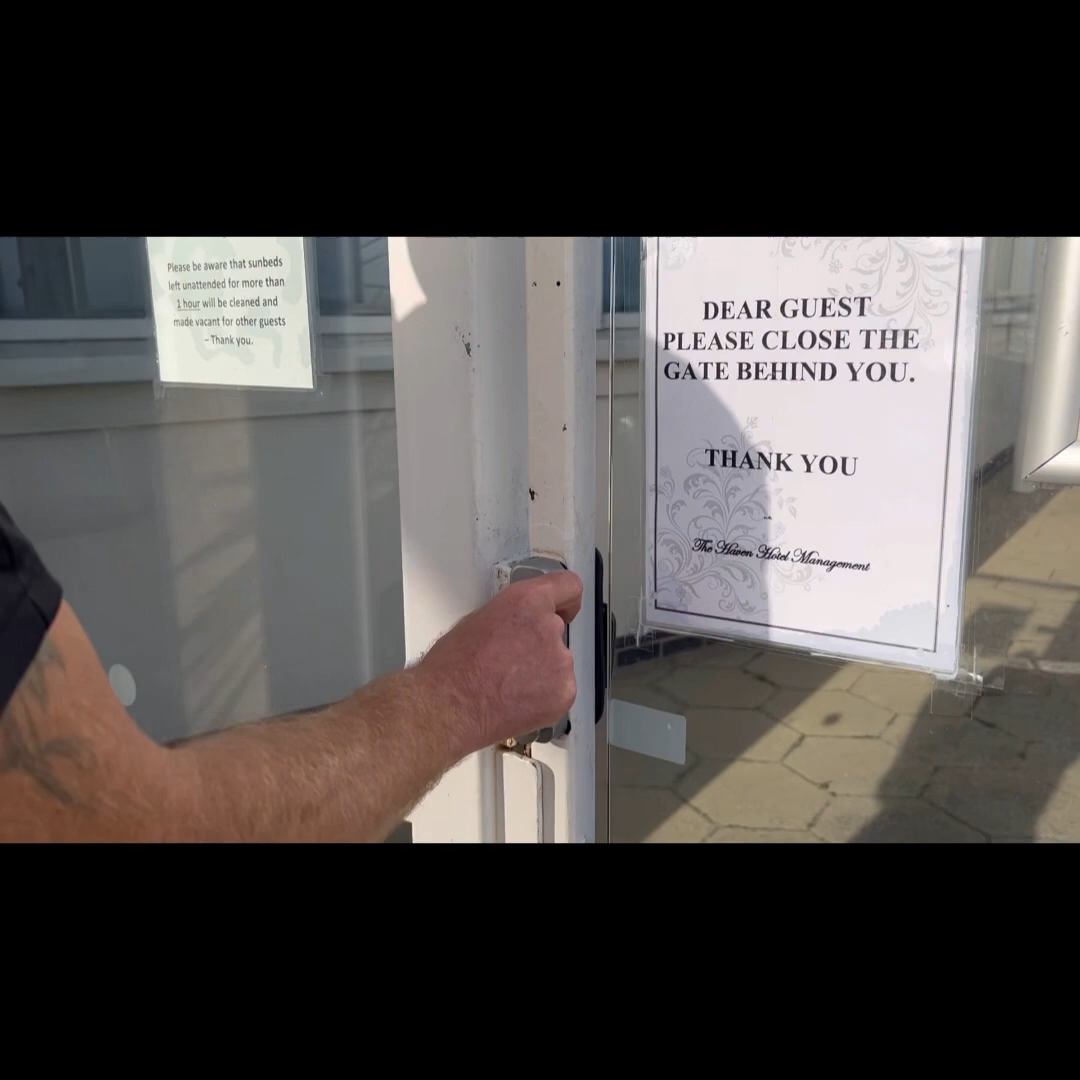 Please be aware that sunbeds
left unattended for more than
1 hour will be cleaned and
made vacant for other guests
– Thank you.
DEAR GUEST
PLEASE CLOSE THE
GATE BEHIND YOU.
THANK YOU
The Haven Hotel Management